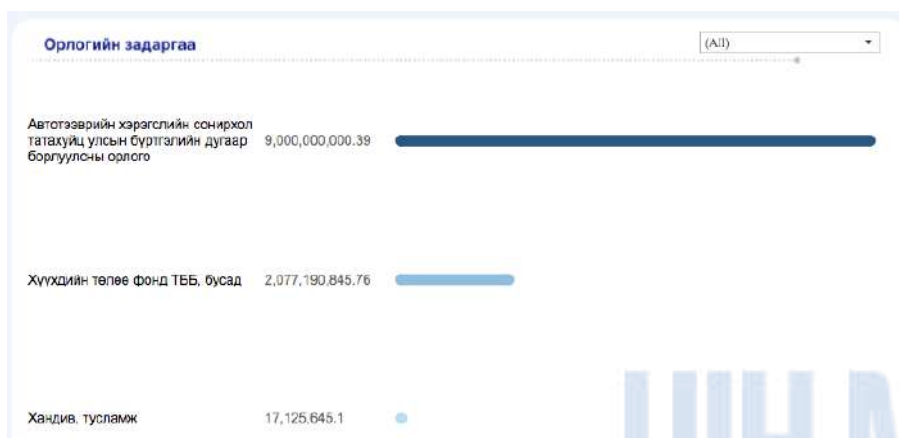 Орлогийн задаргаа
(All)
Автотээврийн хэрэгслийн сонирхол
татахуйц улсын бүртгэлийн дугаар
борлуулсны орлого
9,000,000,000.39
Хүүхдийн төлөө фонд ТББ, бусад
2,077,190,845.76
Хандив, тусламж
17,125,645.1